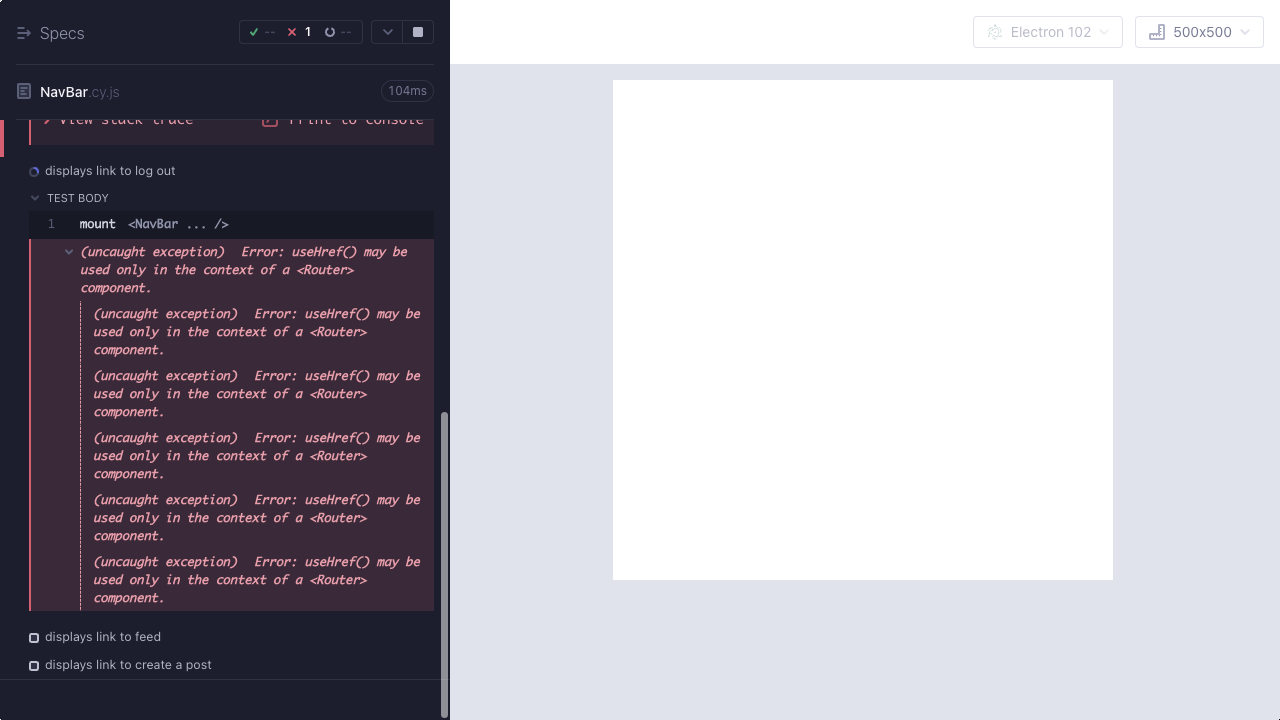 Specs
-- 1 --
Electron 102
500x500
NavBar.cy.js
104ms
View stack trace Print to console
displays link to log out
TEST BODY
1 mount <NavBar ... />
(uncaught exception) Error: useHref() may be
used only in the context of a <Router>
component.
(uncaught exception) Error: useHref() may be
used only in the context of a <Router>
component.
(uncaught exception) Error: useHref() may be
used only in the context of a <Router>
component.
(uncaught exception) Error: useHref() may be
used only in the context of a <Router>
component.
(uncaught exception) Error: useHref() may be
used only in the context of a <Router>
component.
(uncaught exception) Error: useHref() may be
used only in the context of a <Router>
component.
displays link to feed
displays link to create a post